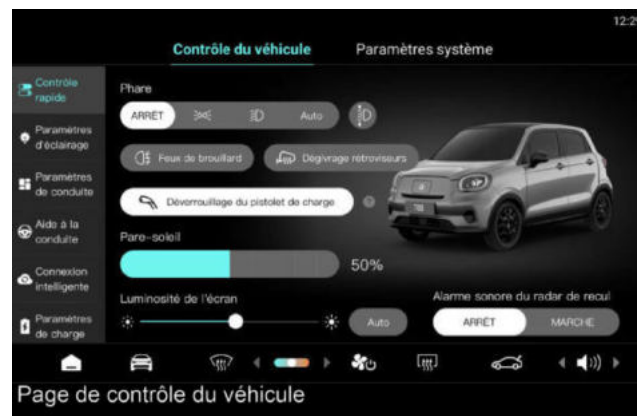 12:29
Contrôle du véhicule
Paramètres système
Contrôle
rapide
Phare
ARRÊT
Auto
Paramètres
d'éclairage
Feux de brouillard
Dégivrage rétroviseurs
Paramètres
de conduite
Déverrouillage du pistolet de charge
Aide à la
conduite
Pare-soleil
50%
Connexion
intelligente
Luminosité de l'écran
Auto
Alarme sonore du radar de recul
ARRÊT
MARCHE
Paramètres
de charge
Page de contrôle du véhicule